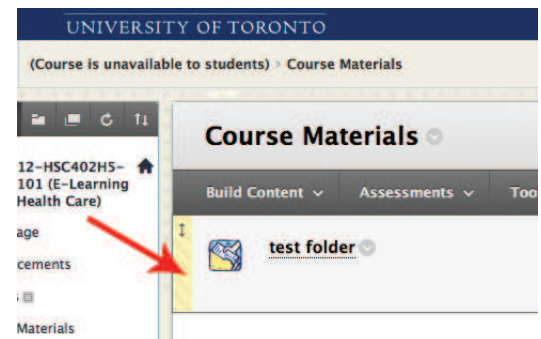 UNIVERSITY OF TORONTO
(Course is unavailable to students) > Course Materials
12-HSC402H5-
101 (E-Learning
Health Care)
age
cements
s
Materials
Course Materials
Build Content Assessments Too
test folder